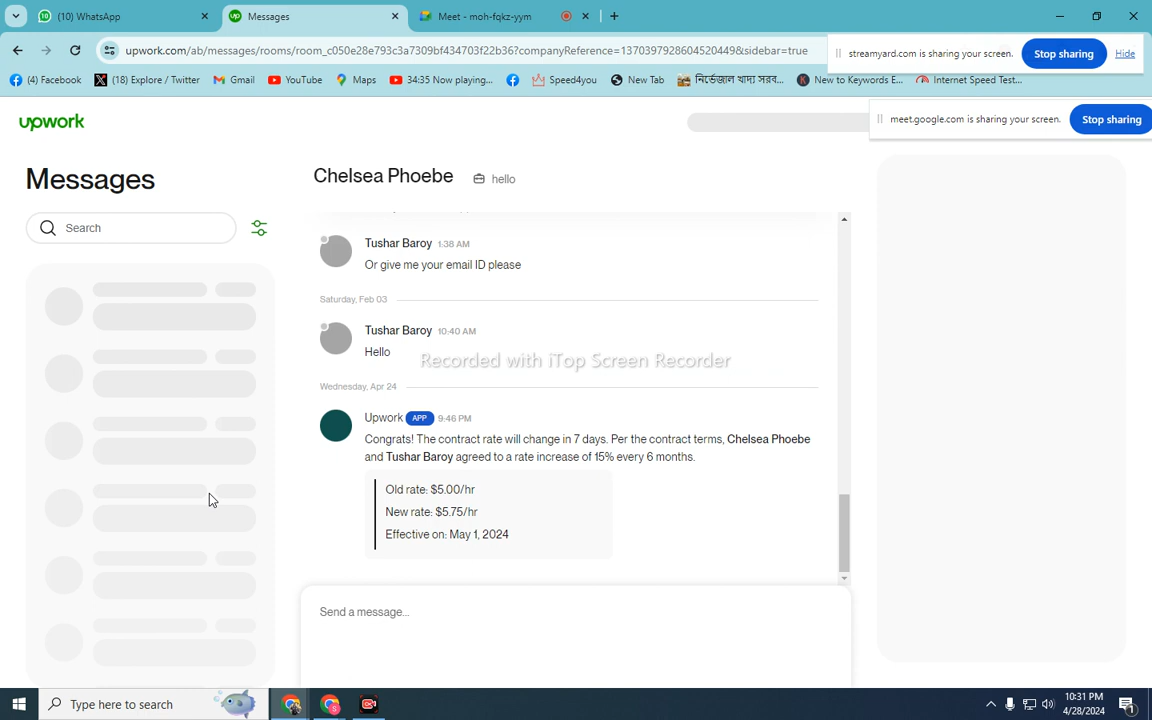 (10) WhatsApp
Messages
Meet - moh-fqkz-yym
upwork.com/ab/messages/rooms/room_c050e28e793c3a7309bf434703f22b36?companyReference=1370397928604520449&sidebar=true
streamyard.com is sharing your screen.
Stop sharing
Hide
(4) Facebook
(18) Explore / Twitter
Gmail
YouTube
Maps
34:35 Now playing...
Speed4you
New Tab
নির্ভেজাল খাদ্য সরব...
New to Keywords E...
Internet Speed Test...
meet.google.com is sharing your screen.
Stop sharing
upwork
Messages
Search
Chelsea Phoebe
hello
Tushar Baroy 1:38 AM
Or give me your email ID please
Saturday, Feb 03
Tushar Baroy 10:40 AM
Hello
Recorded with iTop Screen Recorder
Wednesday, Apr 24
Upwork APP 9:46 PM
Congrats! The contract rate will change in 7 days. Per the contract terms, Chelsea Phoebe
and Tushar Baroy agreed to a rate increase of 15% every 6 months.
Old rate: $5.00/hr
New rate: $5.75/hr
Effective on: May 1, 2024
Send a message...
Type here to search
10:31 PM
4/28/2024